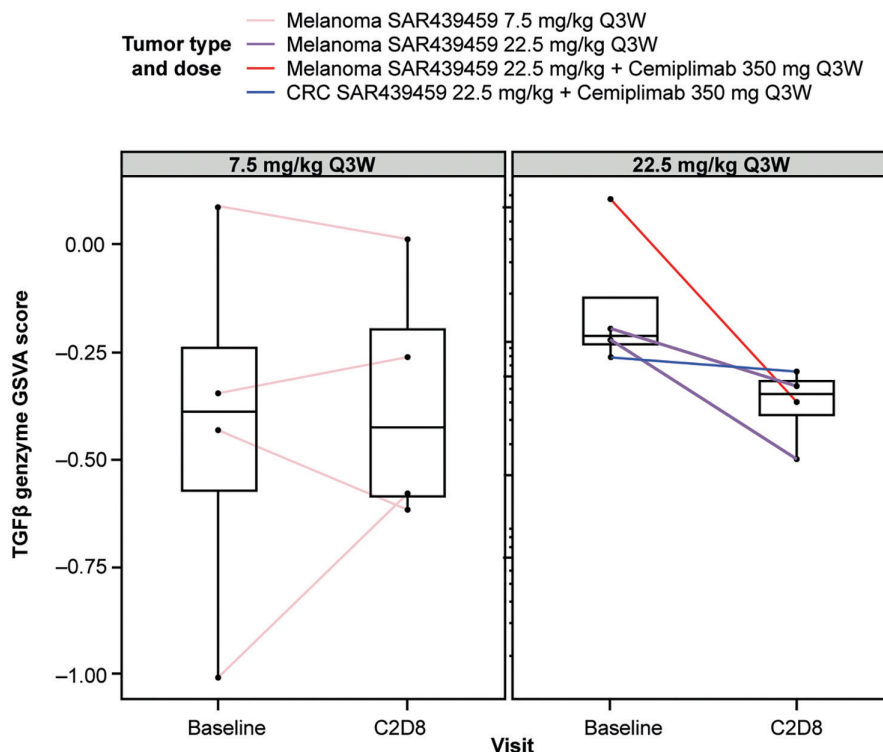 Tumor type
and dose
Melanoma SAR439459 7.5 mg/kg Q3W
Melanoma SAR439459 22.5 mg/kg Q3W
Melanoma SAR439459 22.5 mg/kg + Cemiplimab 350 mg Q3W
CRC SAR439459 22.5 mg/kg + Cemiplimab 350 mg Q3W
7.5 mg/kg Q3W
22.5 mg/kg Q3W
TGFβ genzyme GSVA score
0.00
–0.25
–0.50
–0.75
–1.00
Baseline
C2D8
Baseline
C2D8
Visit